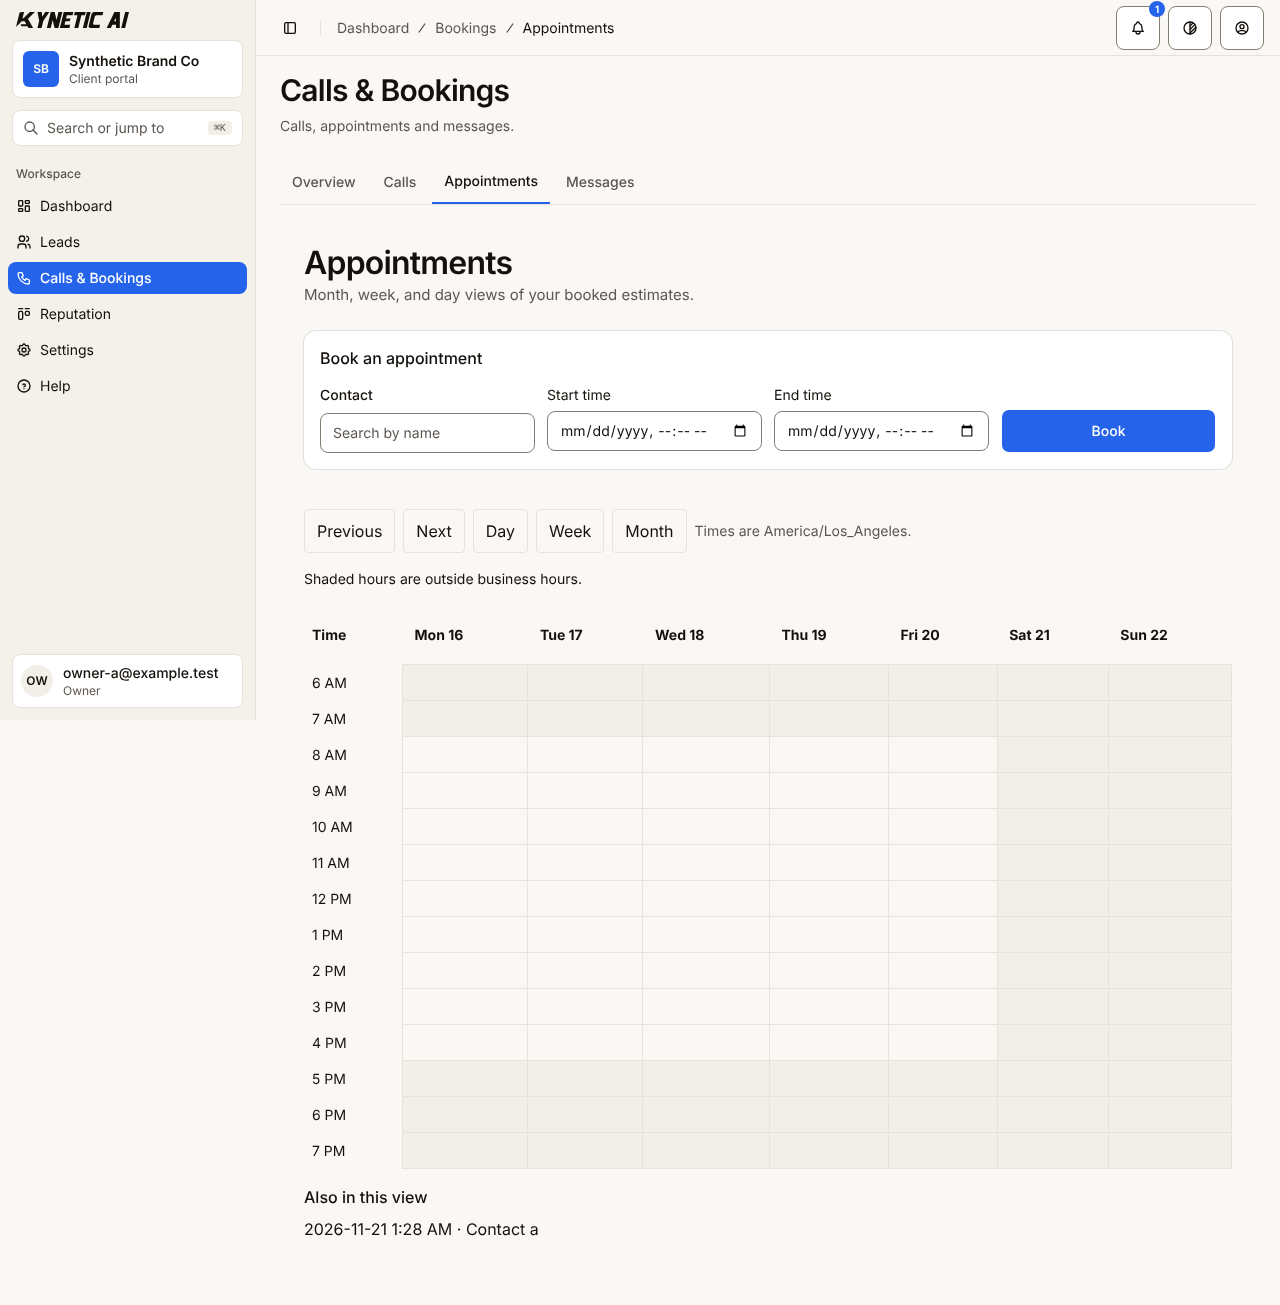 KYNETIC AI
SB
Synthetic Brand Co
Client portal
Search or jump to
⌘K
Workspace
Dashboard
Leads
Calls & Bookings
Reputation
Settings
Help
OW
owner-a@example.test
Owner
Dashboard / Bookings / Appointments
1
Calls & Bookings
Calls, appointments and messages.
Overview Calls Appointments Messages
Appointments
Month, week, and day views of your booked estimates.
Book an appointment
Contact Start time End time
Search by name mm/dd/yyyy, --:-- -- mm/dd/yyyy, --:-- -- Book
Previous Next Day Week Month Times are America/Los_Angeles.
Shaded hours are outside business hours.
Time Mon 16 Tue 17 Wed 18 Thu 19 Fri 20 Sat 21 Sun 22
6 AM
7 AM
8 AM
9 AM
10 AM
11 AM
12 PM
1 PM
2 PM
3 PM
4 PM
5 PM
6 PM
7 PM
Also in this view
2026-11-21 1:28 AM · Contact a